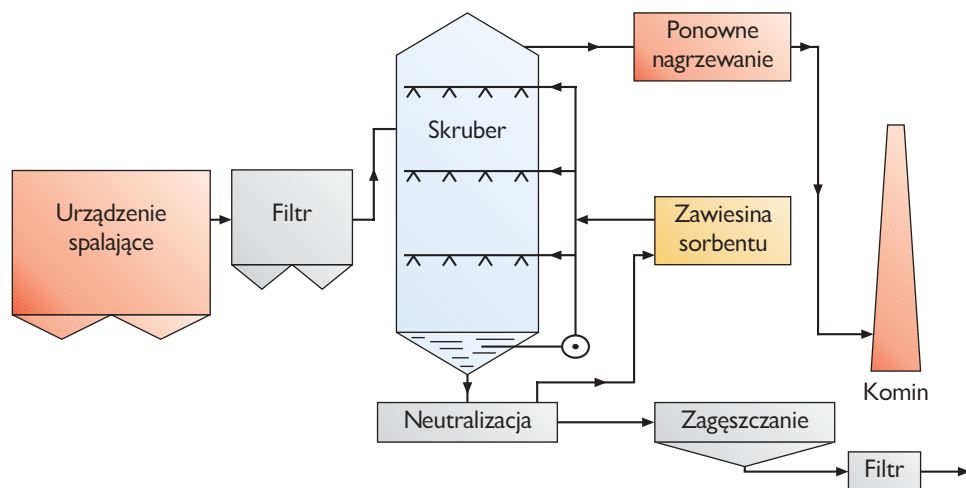 Ponowne
nagrzewanie
Skruber
Urządzenie
spalające
Filtr
Zawiesina
sorbentu
Komin
Neutralizacja
Zagęszczanie
Filtr